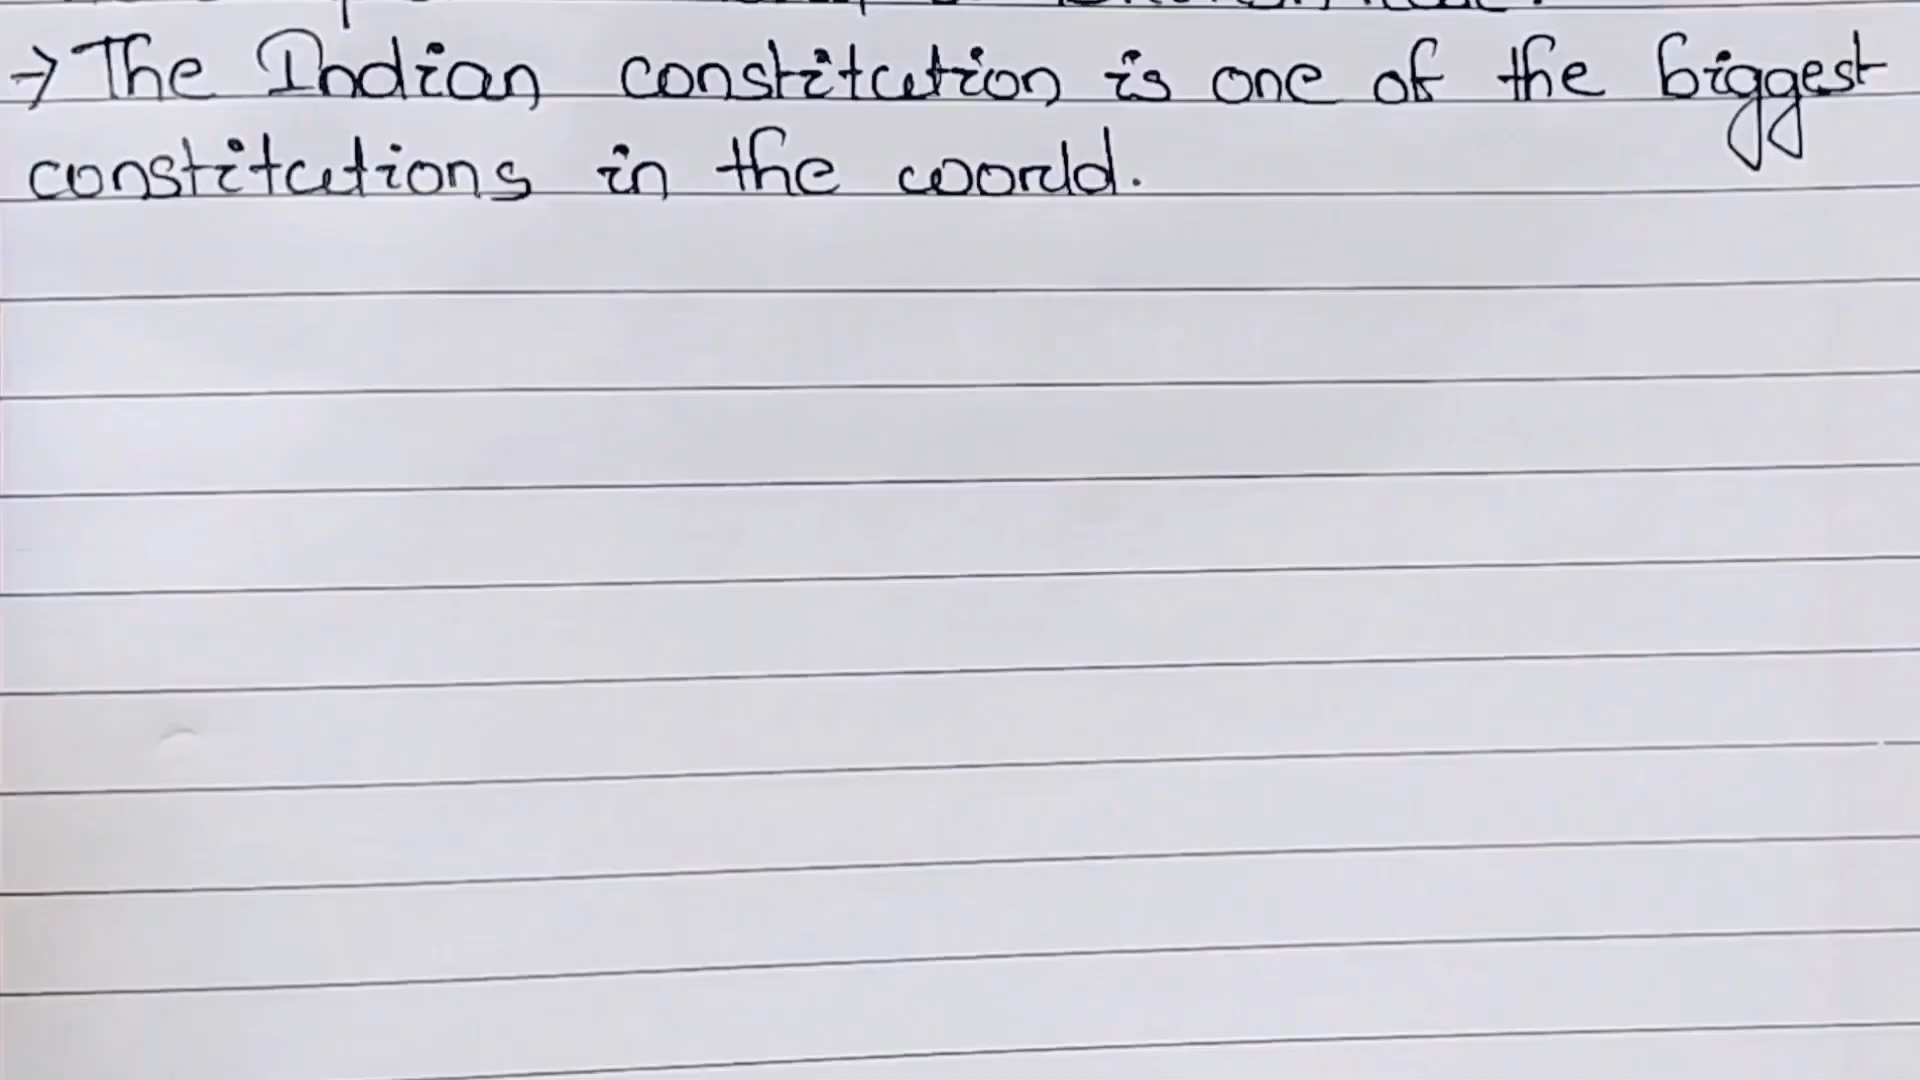 → The Indian constitution is one of the biggest
constitutions in the world.